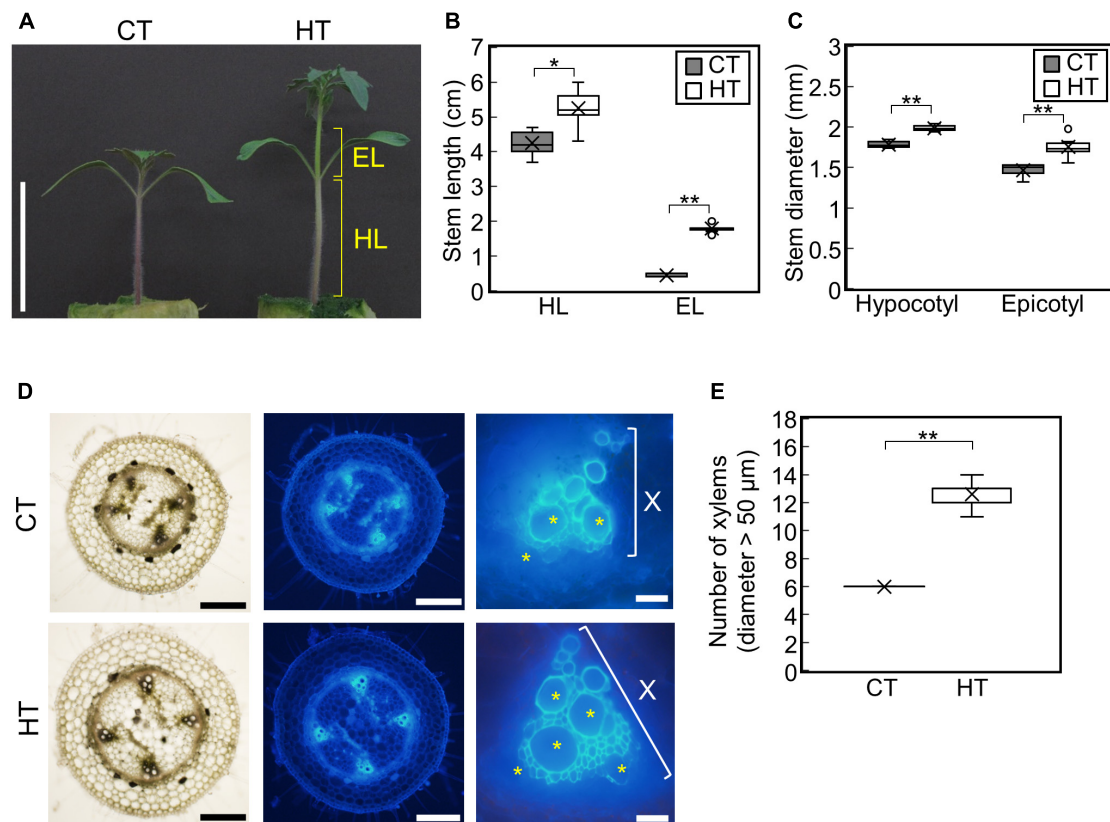 A
CT HT
EL
HL
B
Stem length (cm)
7
6
5
4
3
2
1
0
CT
HT
*
**
HL EL
C
Stem diameter (mm)
3
2.5
2
1.5
1
0.5
0
CT
HT
**
**
Hypocotyl Epicotyl
D
CT
X
* *
*
HT
X
*
*
*
* *
E
Number of xylems
(diameter > 50 µm)
18
16
14
12
10
8
6
4
2
0
**
CT HT